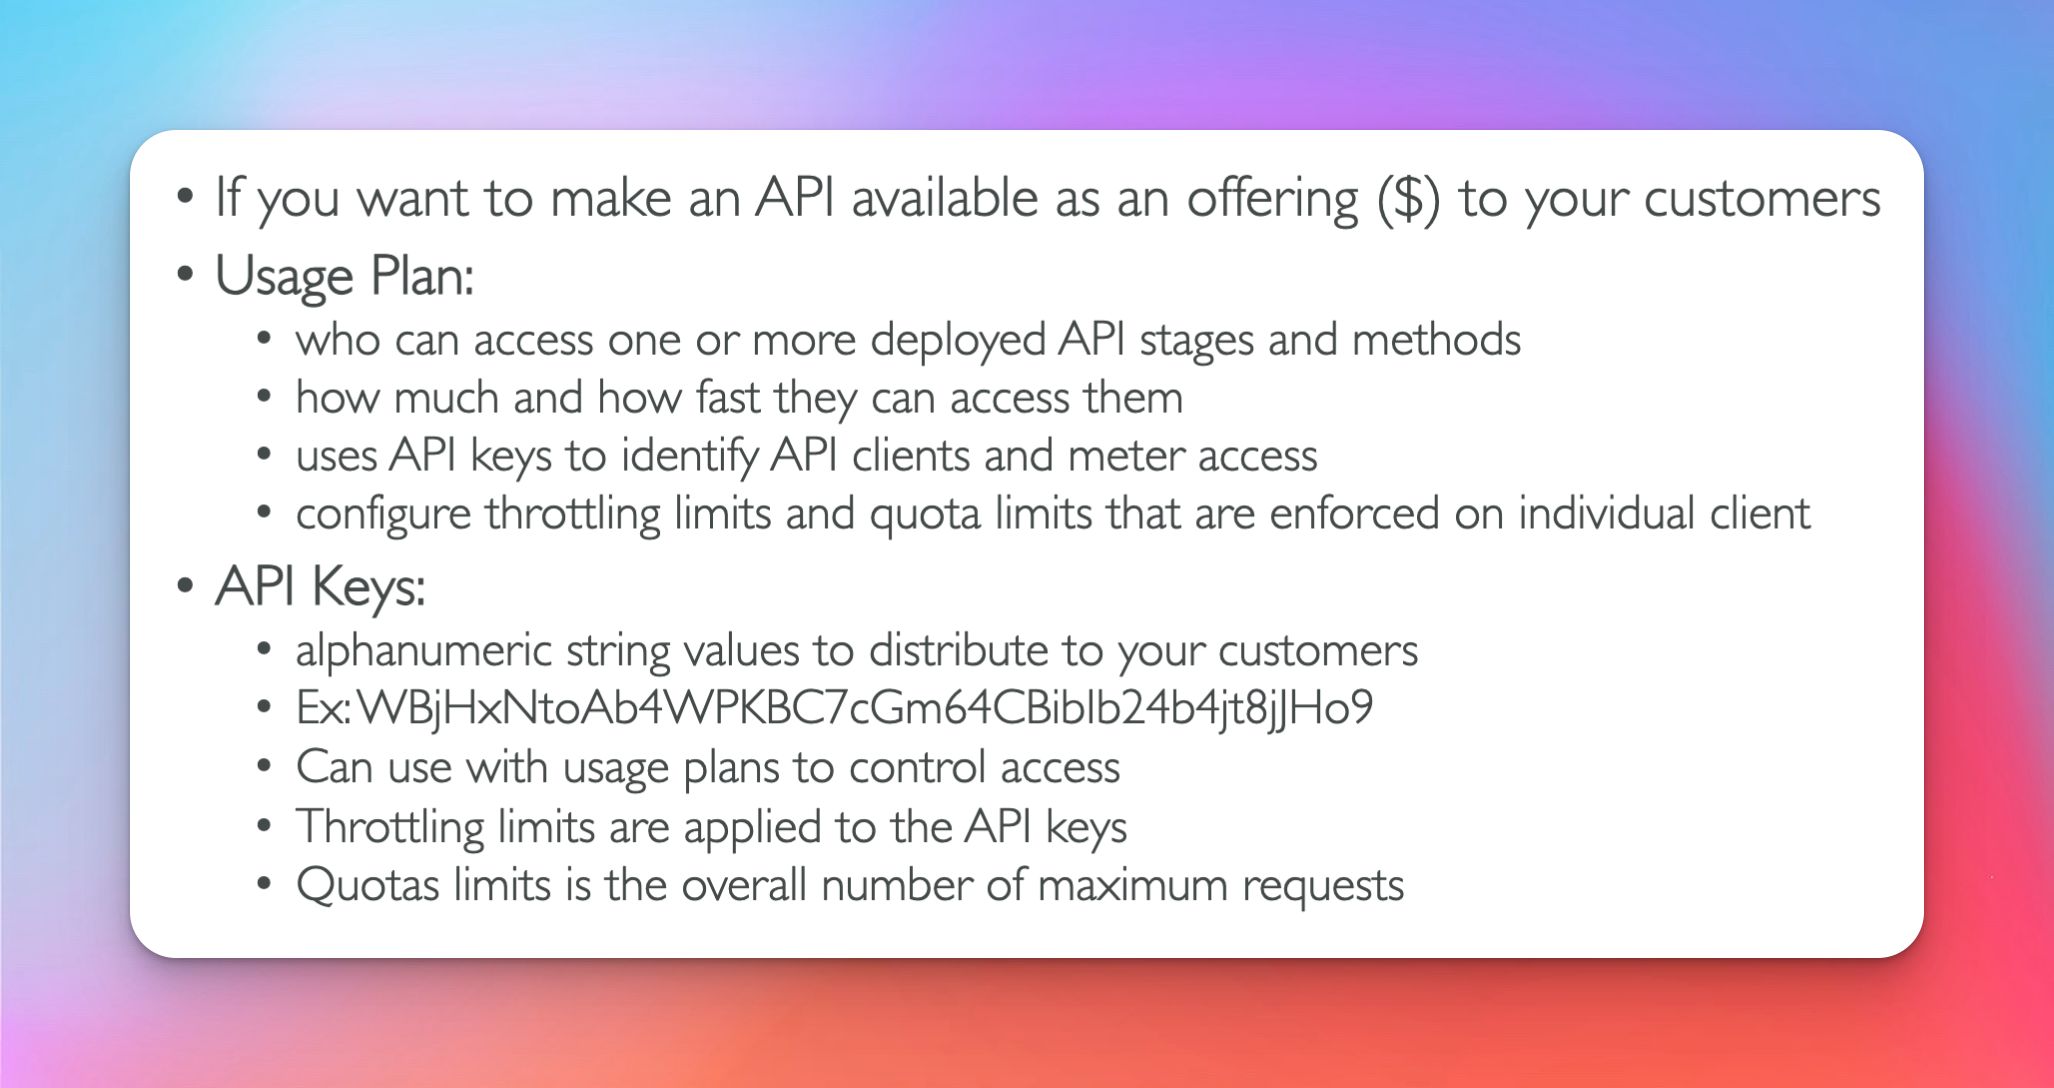 • If you want to make an API available as an offering ($) to your customers
• Usage Plan:
• who can access one or more deployed API stages and methods
• how much and how fast they can access them
• uses API keys to identify API clients and meter access
• configure throttling limits and quota limits that are enforced on individual client
• API Keys:
• alphanumeric string values to distribute to your customers
• Ex: WBjHxNtoAb4WPKBC7cGm64CBibIb24b4jt8jJHo9
• Can use with usage plans to control access
• Throttling limits are applied to the API keys
• Quotas limits is the overall number of maximum requests